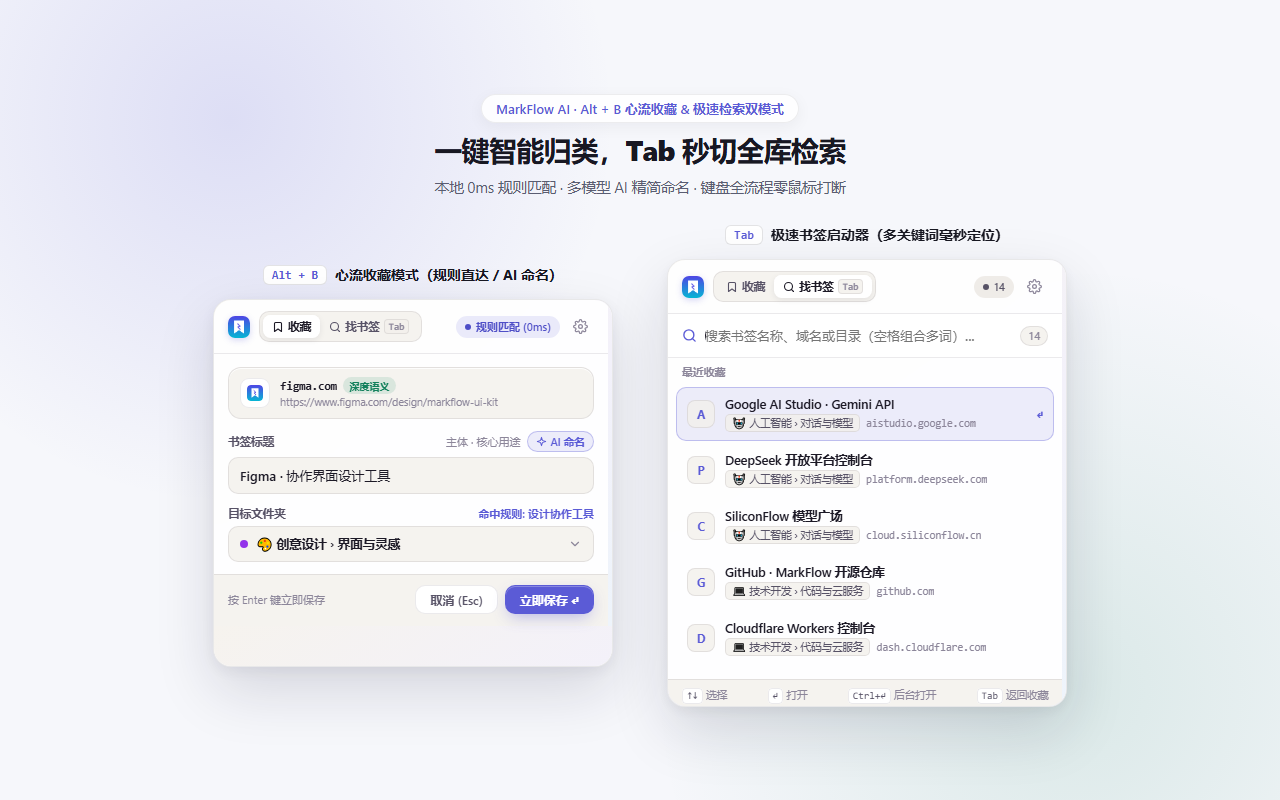 MarkFlow AI · Alt + B 心流收藏 & 极速检索双模式
一键智能归类，Tab 秒切全库检索
本地 0ms 规则匹配 · 多模型 AI 精简命名 · 键盘全流程零鼠标打断
Alt + B 心流收藏模式（规则直达 / AI 命名）
收藏 找书签 Tab 规则匹配 (0ms)
figma.com 深度语义
https://www.figma.com/design/markflow-ui-kit
书签标题 主体 · 核心用途 AI 命名
Figma · 协作界面设计工具
目标文件夹 命中规则: 设计协作工具
🎨 创意设计 › 界面与灵感
按 Enter 键立即保存 取消 (Esc) 立即保存 ↵
Tab 极速书签启动器（多关键词毫秒定位）
收藏 找书签 Tab 14
搜索书签名称、域名或目录（空格组合多词）... 14
最近收藏
A Google AI Studio · Gemini API ↵
人工智能 › 对话与模型 aistudio.google.com
P DeepSeek 开放平台控制台
人工智能 › 对话与模型 platform.deepseek.com
C SiliconFlow 模型广场
人工智能 › 对话与模型 cloud.siliconflow.cn
G GitHub · MarkFlow 开源仓库
💻 技术开发 › 代码与云服务 github.com
D Cloudflare Workers 控制台
💻 技术开发 › 代码与云服务 dash.cloudflare.com
↑↓ 选择 ↵ 打开 Ctrl+↵ 后台打开 Tab 返回收藏